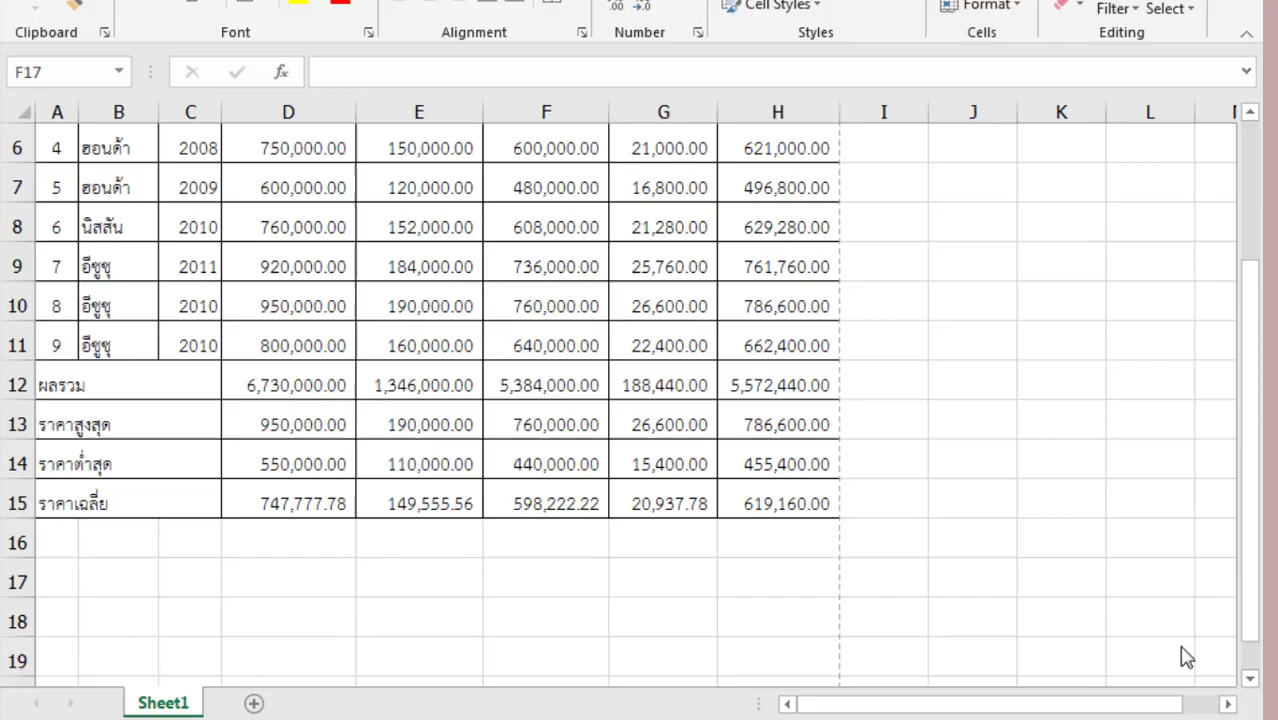 .00 .0
.00 →.0
Cell Styles
Format
Filter Select
Clipboard Font Alignment Number Styles Cells Editing
F17 fx
A B C D E F G H I J K L
6 4 ฮอนด้า 2008 750,000.00 150,000.00 600,000.00 21,000.00 621,000.00
7 5 ฮอนด้า 2009 600,000.00 120,000.00 480,000.00 16,800.00 496,800.00
8 6 นิสสัน 2010 760,000.00 152,000.00 608,000.00 21,280.00 629,280.00
9 7 อีซูซุ 2011 920,000.00 184,000.00 736,000.00 25,760.00 761,760.00
10 8 อีซูซุ 2010 950,000.00 190,000.00 760,000.00 26,600.00 786,600.00
11 9 อีซูซุ 2010 800,000.00 160,000.00 640,000.00 22,400.00 662,400.00
12 ผลรวม 6,730,000.00 1,346,000.00 5,384,000.00 188,440.00 5,572,440.00
13 ราคาสูงสุด 950,000.00 190,000.00 760,000.00 26,600.00 786,600.00
14 ราคาต่ำสุด 550,000.00 110,000.00 440,000.00 15,400.00 455,400.00
15 ราคาเฉลี่ย 747,777.78 149,555.56 598,222.22 20,937.78 619,160.00
16
17
18
19
Sheet1